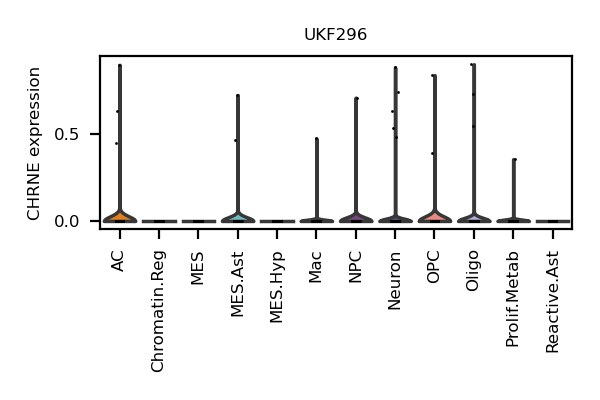 UKF296
CHRNE expression
0.5
0.0
AC
Chromatin.Reg
MES
MES.Ast
MES.Hyp
Mac
NPC
Neuron
OPC
Oligo
Prolif.Metab
Reactive.Ast